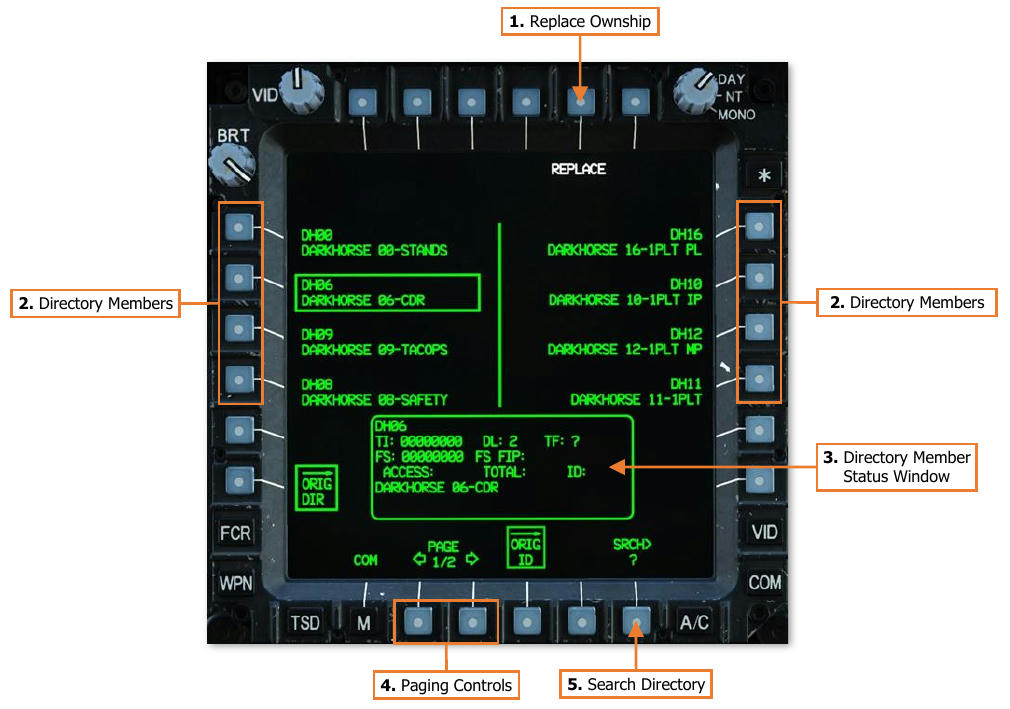 1. Replace Ownship
VID
DAY
NT
MONO
BRT
REPLACE
*
DH00
DARKHORSE 00-STANDS
DH16
DARKHORSE 16-1PLT PL
DH06
DARKHORSE 06-CDR
DH10
DARKHORSE 10-1PLT IP
2. Directory Members
2. Directory Members
DH09
DARKHORSE 09-TACOPS
DH12
DARKHORSE 12-1PLT MP
DH08
DARKHORSE 08-SAFETY
DH11
DARKHORSE 11-1PLT
DH06
TI: 00000000 DL: 2 TF: ?
FS: 00000000 FS FIP:
ACCESS: TOTAL: ID:
DARKHORSE 06-CDR
3. Directory Member
Status Window
ORIG
DIR
FCR
VID
COM
PAGE
1/2
ORIG
ID
SRCH>
?
WPN
COM
TSD
M
A/C
4. Paging Controls
5. Search Directory